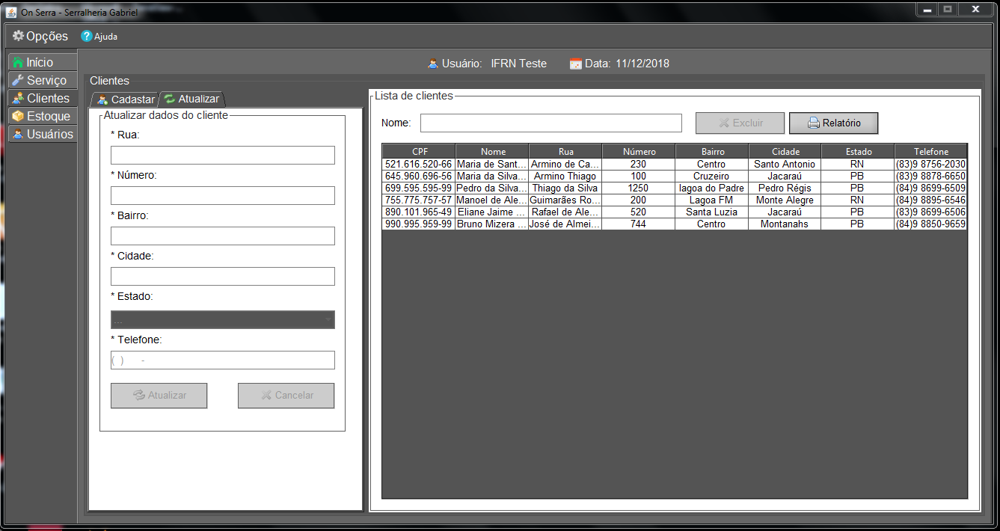 On Serra - Serralheria Gabriel
Opções Ajuda
Início
Serviço
Clientes
Estoque
Usuários
Usuário: IFRN Teste Data: 11/12/2018
Clientes
Cadastar Atualizar
Atualizar dados do cliente
* Rua:
* Número:
* Bairro:
* Cidade:
* Estado:
...
* Telefone:
( ) -
Atualizar Cancelar
Lista de clientes
Nome: Excluir Relatório
CPF Nome Rua Número Bairro Cidade Estado Telefone
521.616.520-66 Maria de Sant... Armino de Ca... 230 Centro Santo Antonio RN (83)9 8756-2030
645.960.696-56 Maria da Silva... Armino Thiago 100 Cruzeiro Jacaraú PB (83)9 8878-6650
699.595.595-99 Pedro da Silva... Thiago da Silva 1250 lagoa do Padre Pedro Régis PB (84)9 8699-6509
755.775.757-57 Manoel de Ale... Guimarães Ro... 200 Lagoa FM Monte Alegre RN (84)9 8895-6546
890.101.965-49 Eliane Jaime ... Rafael de Ale... 520 Santa Luzia Jacaraú PB (83)9 8699-6506
990.995.959-99 Bruno Mizera ... José de Almei... 744 Centro Montanahs PB (84)9 8850-9659